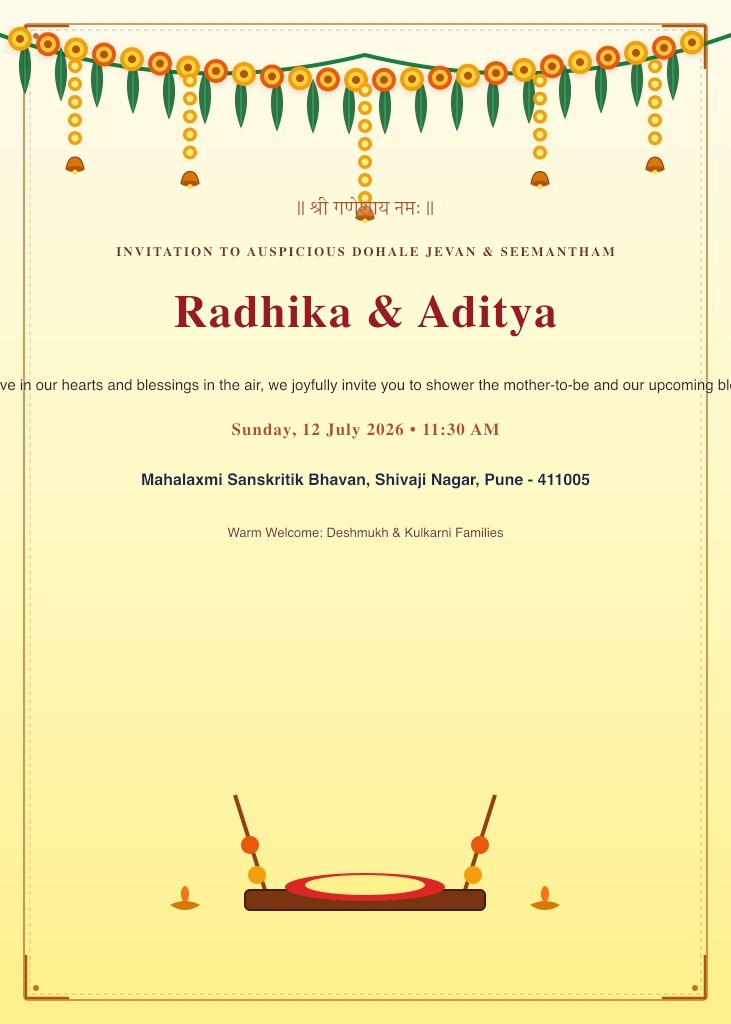 || श्री गणेशाय नमः ||
INVITATION TO AUSPICIOUS DOHALE JEVAN & SEEMANTHAM
Radhika & Aditya
in our hearts and blessings in the air, we joyfully invite you to shower the mother-to-be and our upcoming
Sunday, 12 July 2026 • 11:30 AM
Mahalaxmi Sanskritik Bhavan, Shivaji Nagar, Pune - 411005
Warm Welcome: Deshmukh & Kulkarni Families